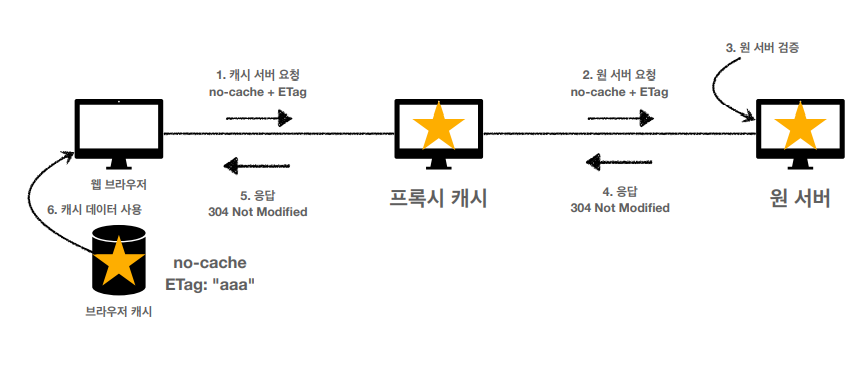 3. 원 서버 검증
1. 캐시 서버 요청
no-cache + ETag
2. 원 서버 요청
no-cache + ETag
웹 브라우저
프록시 캐시
원 서버
5. 응답
304 Not Modified
4. 응답
304 Not Modified
6. 캐시 데이터 사용
no-cache
ETag: "aaa"
브라우저 캐시